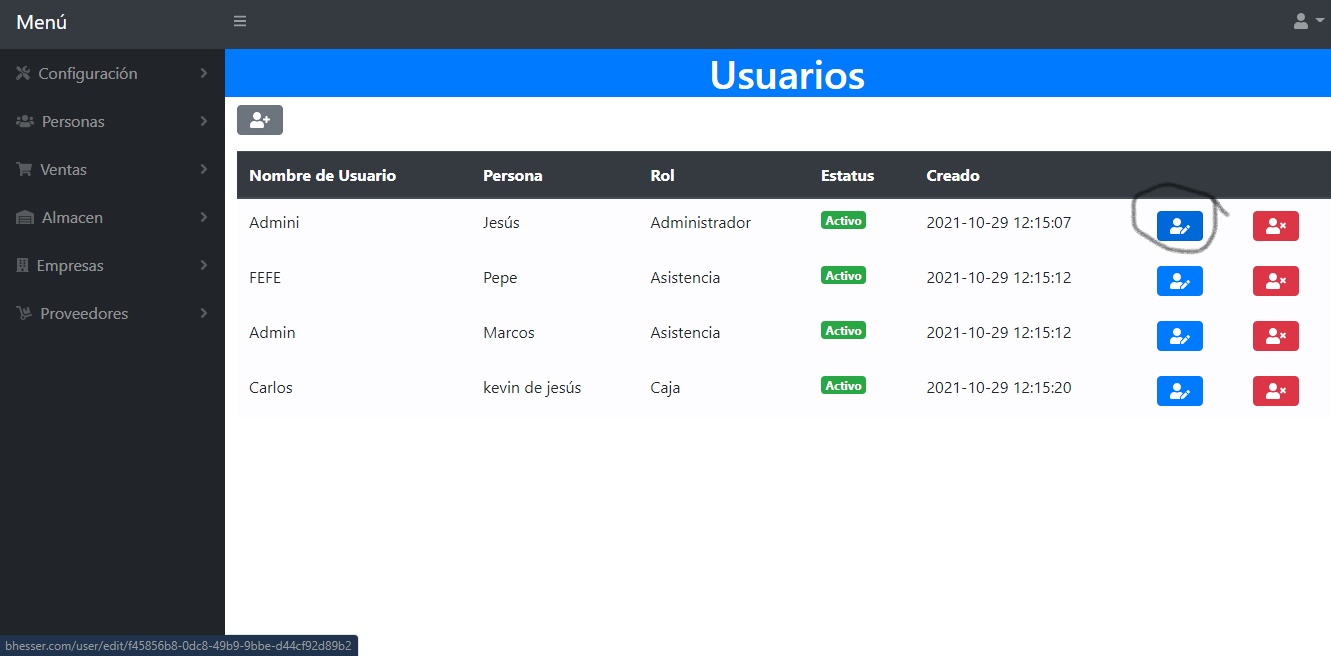 Menú
Configuración
Personas
Ventas
Almacen
Empresas
Proveedores
Usuarios
Nombre de Usuario Persona Rol Estatus Creado
Admini Jesús Administrador Activo 2021-10-29 12:15:07
FEFE Pepe Asistencia Activo 2021-10-29 12:15:12
Admin Marcos Asistencia Activo 2021-10-29 12:15:12
Carlos kevin de jesús Caja Activo 2021-10-29 12:15:20
bhesser.com/user/edit/f45856b8-0dc8-49b9-9bbe-d44cf92d89b2